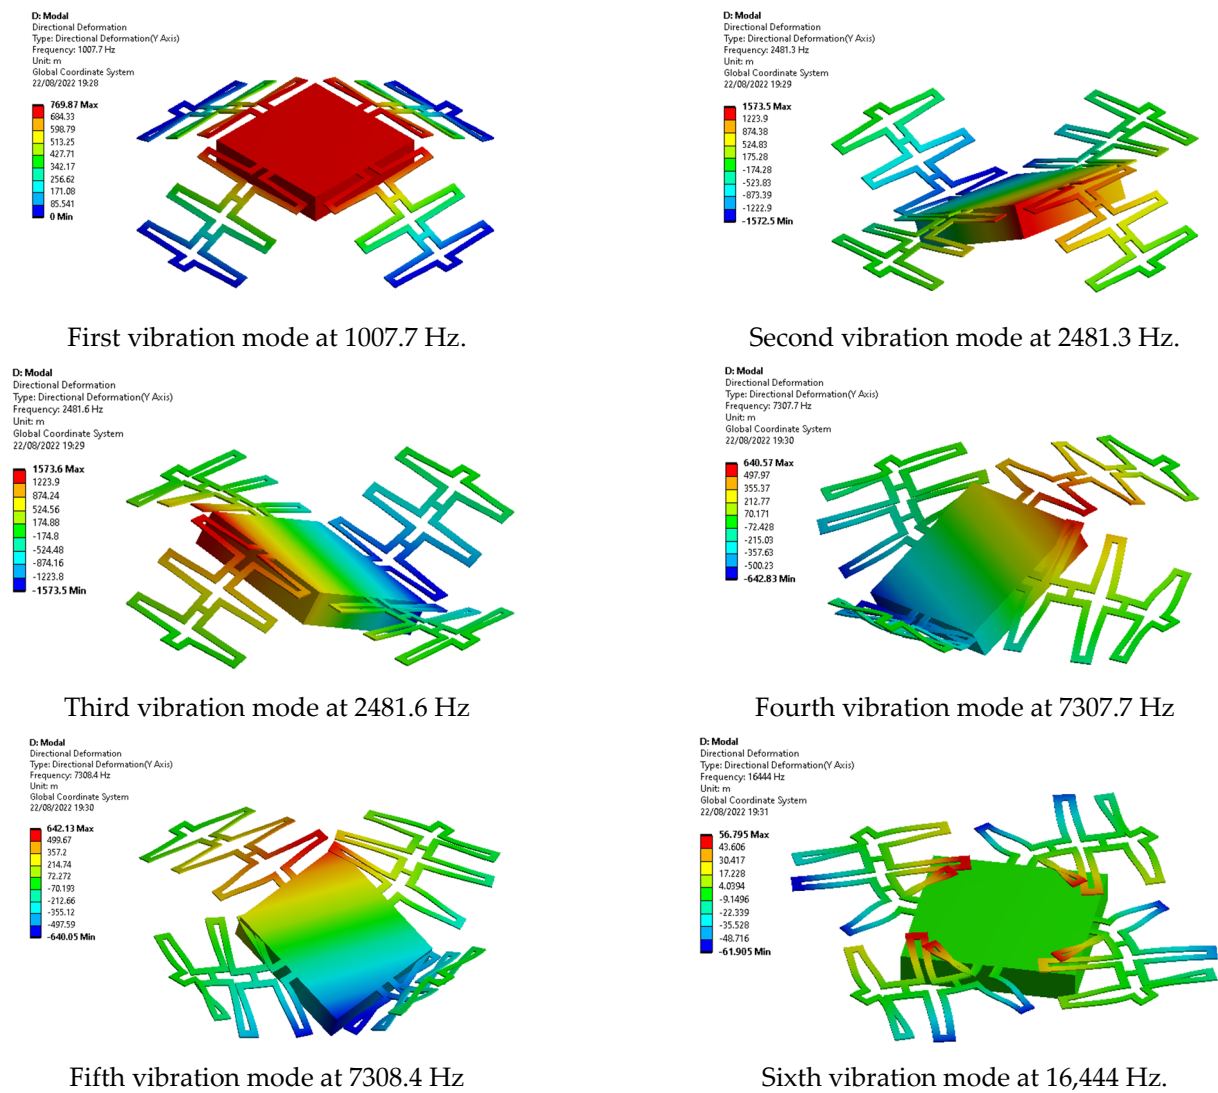 D: Modal
Directional Deformation
Type: Directional Deformation(Y Axis)
Frequency: 1007.7 Hz
Unit: m
Global Coordinate System
22/08/2022 19:28
769.87 Max
684.33
598.79
513.25
427.71
342.17
256.62
171.08
85.541
0 Min
First vibration mode at 1007.7 Hz.
D: Modal
Directional Deformation
Type: Directional Deformation(Y Axis)
Frequency: 2481.3 Hz
Unit: m
Global Coordinate System
22/08/2022 19:29
1573.5 Max
1223.9
874.38
524.83
175.28
-174.28
-523.83
-873.39
-1222.9
-1572.5 Min
Second vibration mode at 2481.3 Hz.
D: Modal
Directional Deformation
Type: Directional Deformation(Y Axis)
Frequency: 2481.6 Hz
Unit: m
Global Coordinate System
22/08/2022 19:29
1573.6 Max
1223.9
874.24
524.56
174.88
-174.8
-524.48
-874.16
-1223.8
-1573.5 Min
Third vibration mode at 2481.6 Hz
D: Modal
Directional Deformation
Type: Directional Deformation(Y Axis)
Frequency: 7307.7 Hz
Unit: m
Global Coordinate System
22/08/2022 19:30
640.57 Max
497.97
355.37
212.77
70.171
-72.428
-215.03
-357.63
-500.23
-642.83 Min
Fourth vibration mode at 7307.7 Hz
D: Modal
Directional Deformation
Type: Directional Deformation(Y Axis)
Frequency: 7308.4 Hz
Unit: m
Global Coordinate System
22/08/2022 19:30
642.13 Max
499.67
357.2
214.74
72.272
-70.193
-212.66
-355.12
-497.59
-640.05 Min
Fifth vibration mode at 7308.4 Hz
D: Modal
Directional Deformation
Type: Directional Deformation(Y Axis)
Frequency: 16444 Hz
Unit: m
Global Coordinate System
22/08/2022 19:31
56.795 Max
43.606
30.417
17.228
4.0394
-9.1496
-22.339
-35.528
-48.716
-61.905 Min
Sixth vibration mode at 16,444 Hz.